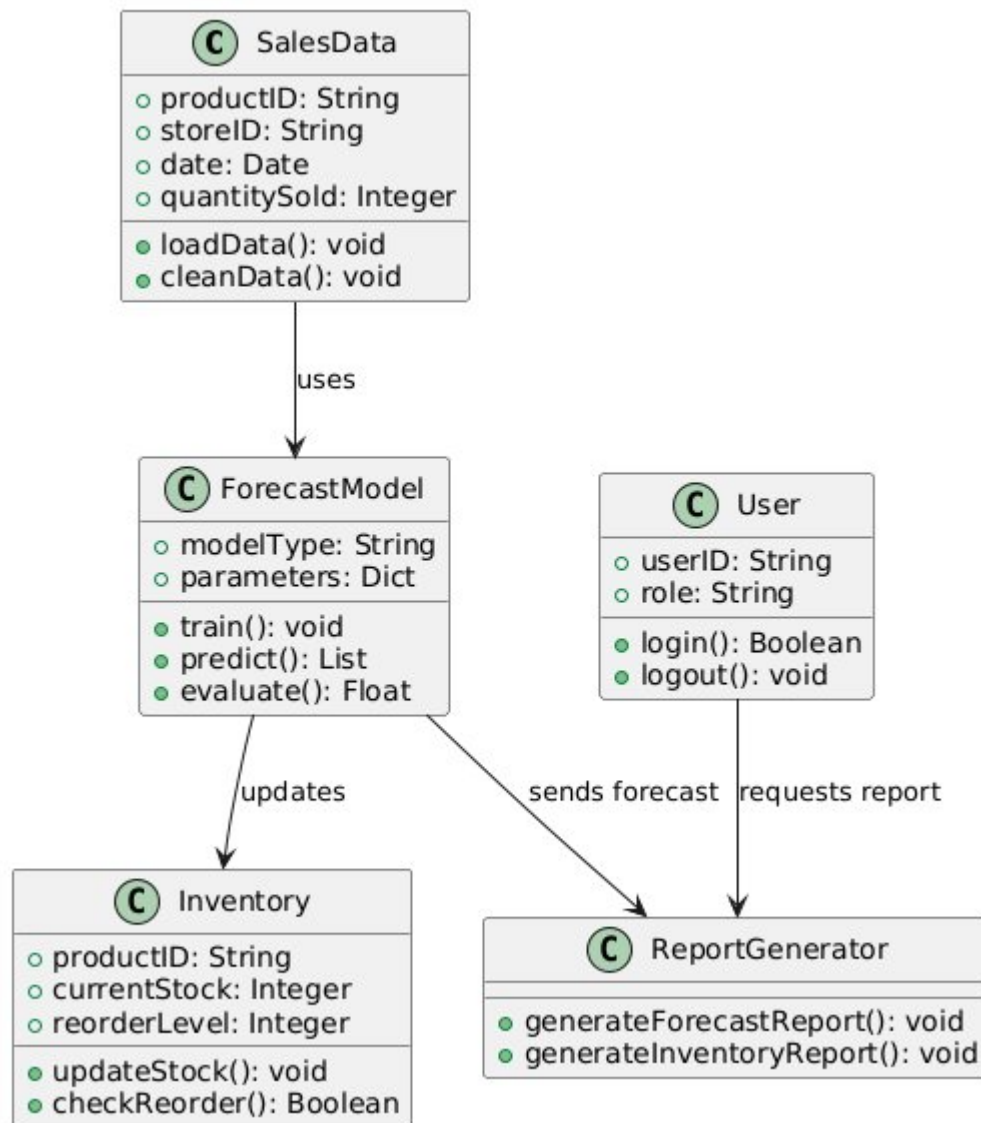 C SalesData
productID: String
storeID: String
date: Date
quantitySold: Integer
loadData(): void
cleanData(): void
uses
C ForecastModel
modelType: String
parameters: Dict
train(): void
predict(): List
evaluate(): Float
C User
userID: String
role: String
login(): Boolean
logout(): void
updates
sends forecast
requests report
C Inventory
productID: String
currentStock: Integer
reorderLevel: Integer
updateStock(): void
checkReorder(): Boolean
C ReportGenerator
generateForecastReport(): void
generateInventoryReport(): void